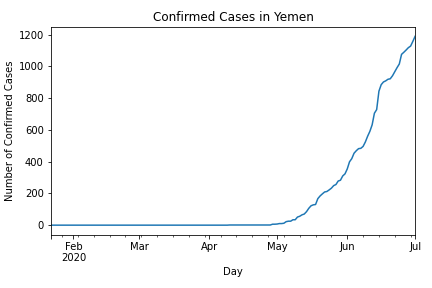 Confirmed Cases in Yemen
Number of Confirmed Cases
1200
1000
800
600
400
200
0
Feb
2020
Mar
Apr
May
Jun
Jul
Day